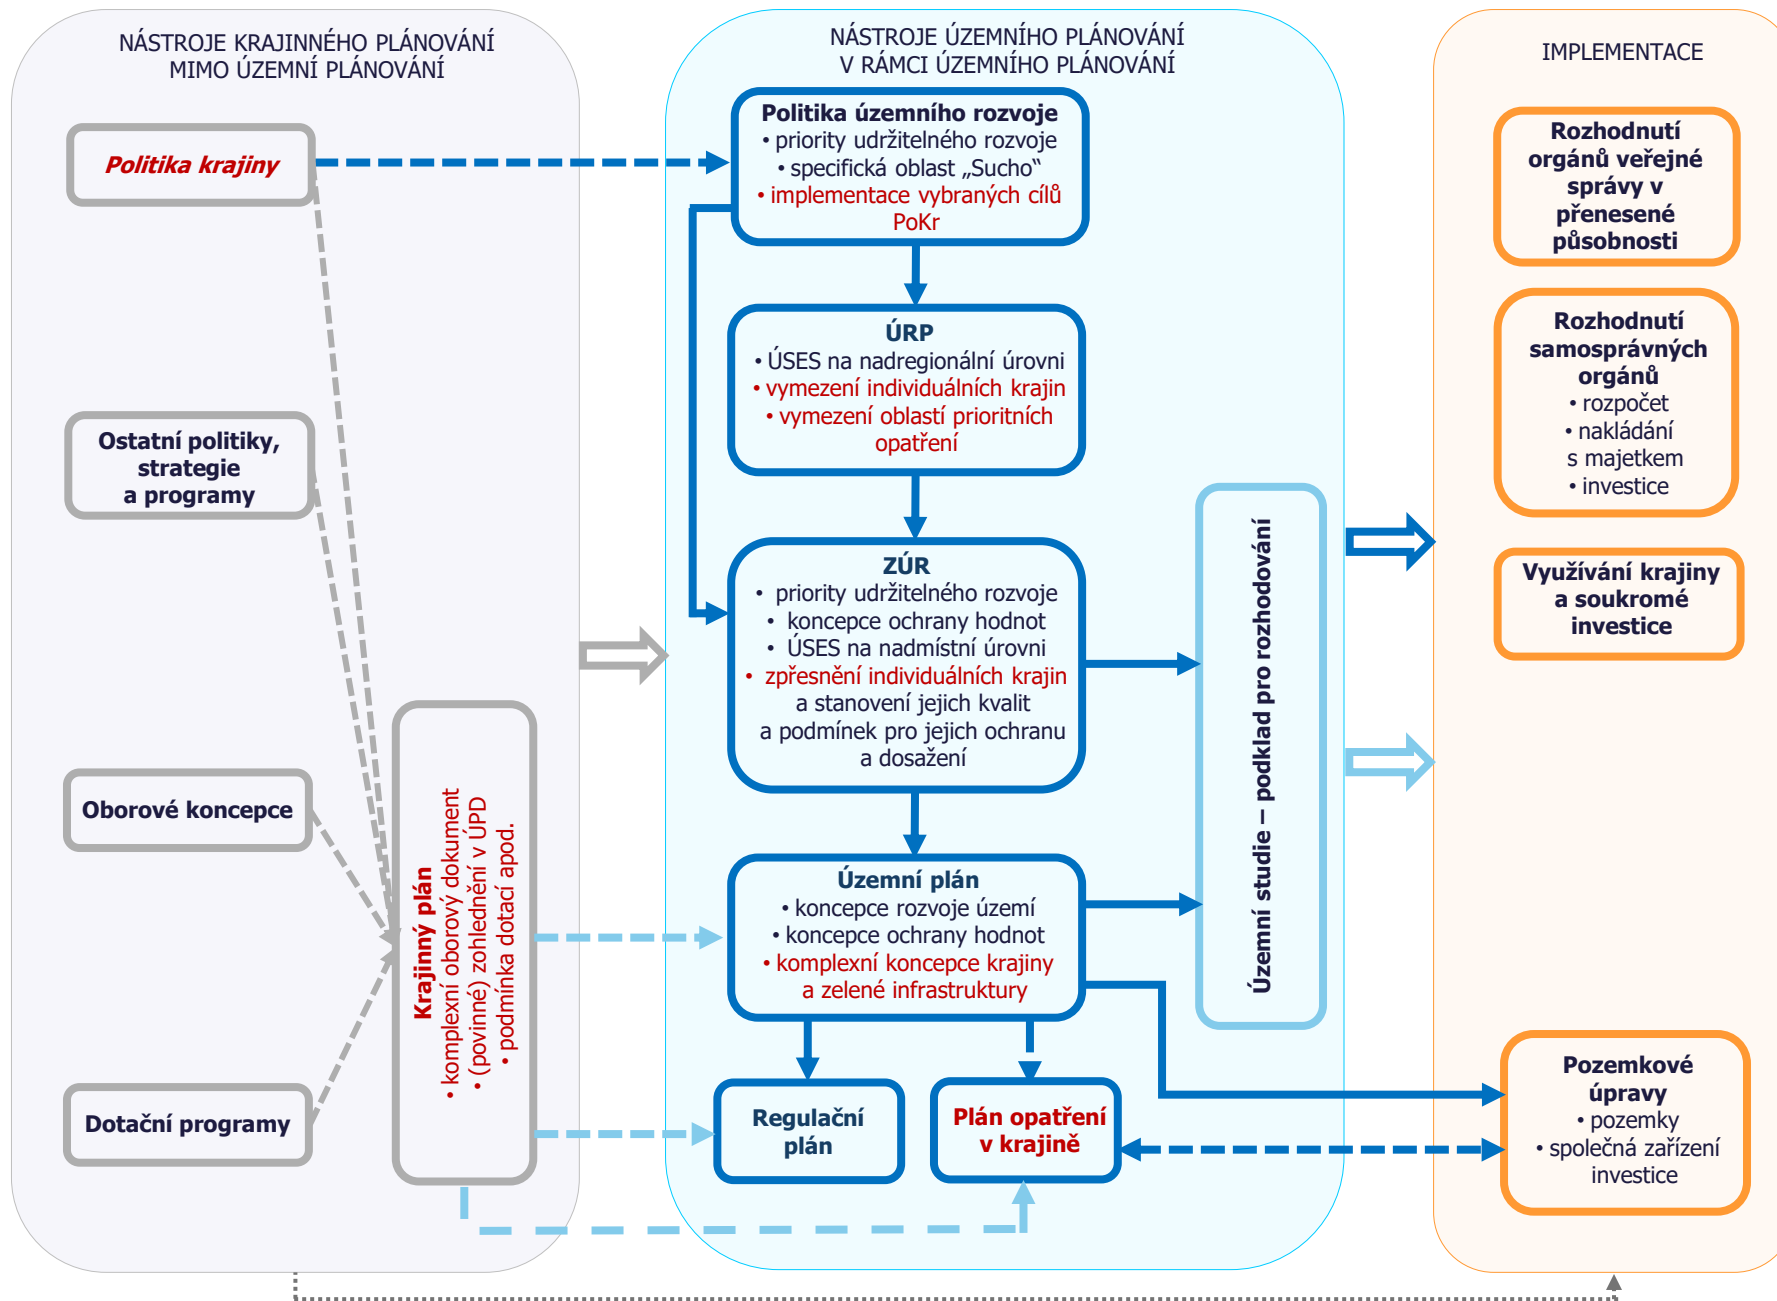 NÁSTROJE KRAJINNÉHO PLÁNOVÁNÍ
MIMO ÚZEMNÍ PLÁNOVÁNÍ
Politika krajiny
Ostatní politiky,
strategie
a programy
Oborové koncepce
Dotační programy
Krajinný plán
• komplexní oborový dokument
• (povinné) zohlednění v ÚPD
• podmínka dotací apod.
NÁSTROJE ÚZEMNÍHO PLÁNOVÁNÍ
V RÁMCI ÚZEMNÍHO PLÁNOVÁNÍ
Politika územního rozvoje
• priority udržitelného rozvoje
• specifická oblast „Sucho“
• implementace vybraných cílů
PoKr
ÚRP
• ÚSES na nadregionální úrovni
• vymezení individuálních krajin
• vymezení oblastí prioritních
opatření
ZÚR
• priority udržitelného rozvoje
• koncepce ochrany hodnot
• ÚSES na nadmístní úrovni
• zpřesnění individuálních krajin
a stanovení jejich kvalit
a podmínek pro jejich ochranu
a dosažení
Územní plán
• koncepce rozvoje území
• koncepce ochrany hodnot
• komplexní koncepce krajiny
a zelené infrastruktury
Regulační
plán
Plán opatření
v krajině
Územní studie – podklad pro rozhodování
IMPLEMENTACE
Rozhodnutí
orgánů veřejné
správy v
přenesené
působnosti
Rozhodnutí
samosprávných
orgánů
• rozpočet
• nakládání
s majetkem
• investice
Využívání krajiny
a soukromé
investice
Pozemkové
úpravy
• pozemky
• společná zařízení
investice